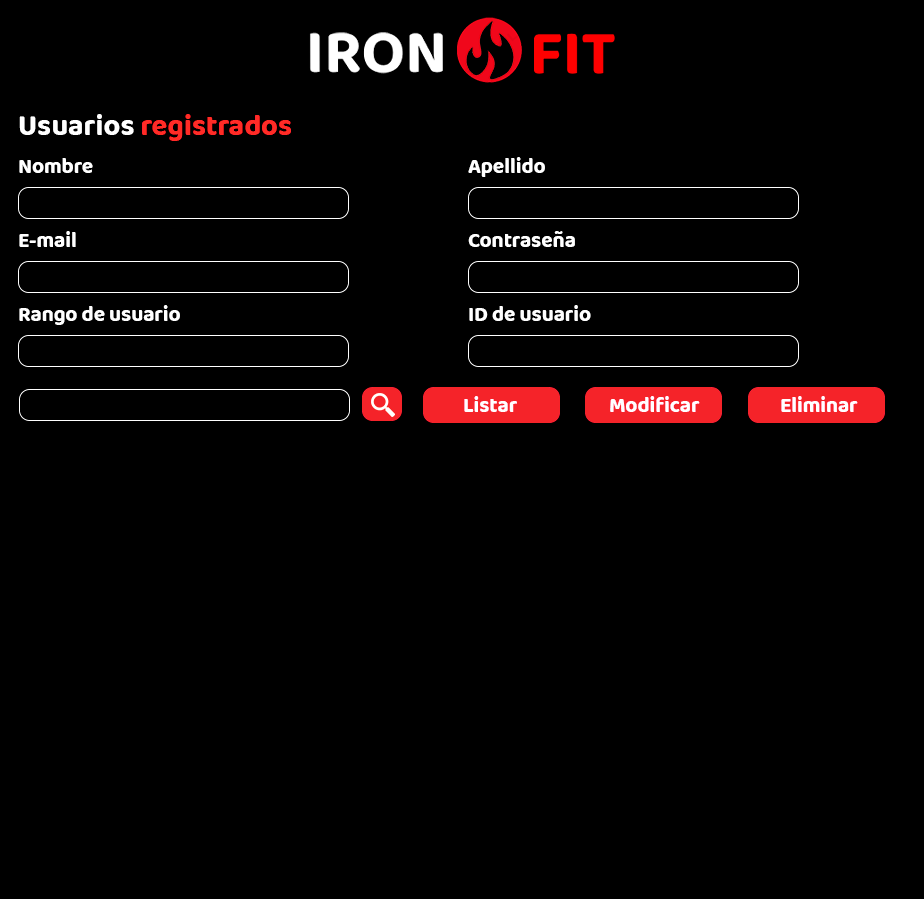 IRON FIT
Usuarios registrados
Nombre
Apellido
E-mail
Contraseña
Rango de usuario
ID de usuario
Listar
Modificar
Eliminar